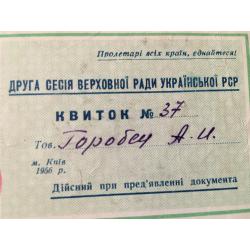 Пролетарі всіх країн, єднайтеся!
ДРУГА СЕСІЯ ВЕРХОВНОЇ РАДИ УКРАЇНСЬКОЇ РСР
КВИТОК № 37
Тов. Горобец А. И.
м. Київ
1956 р.
Дійсний при пред'явленні документа